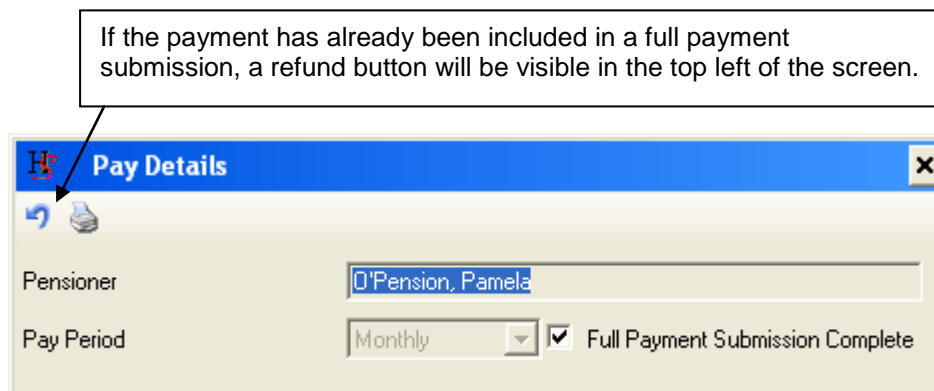 If the payment has already been included in a full payment
submission, a refund button will be visible in the top left of the screen.
Pay Details
Pensioner
O'Pension, Pamela
Pay Period
Monthly
Full Payment Submission Complete